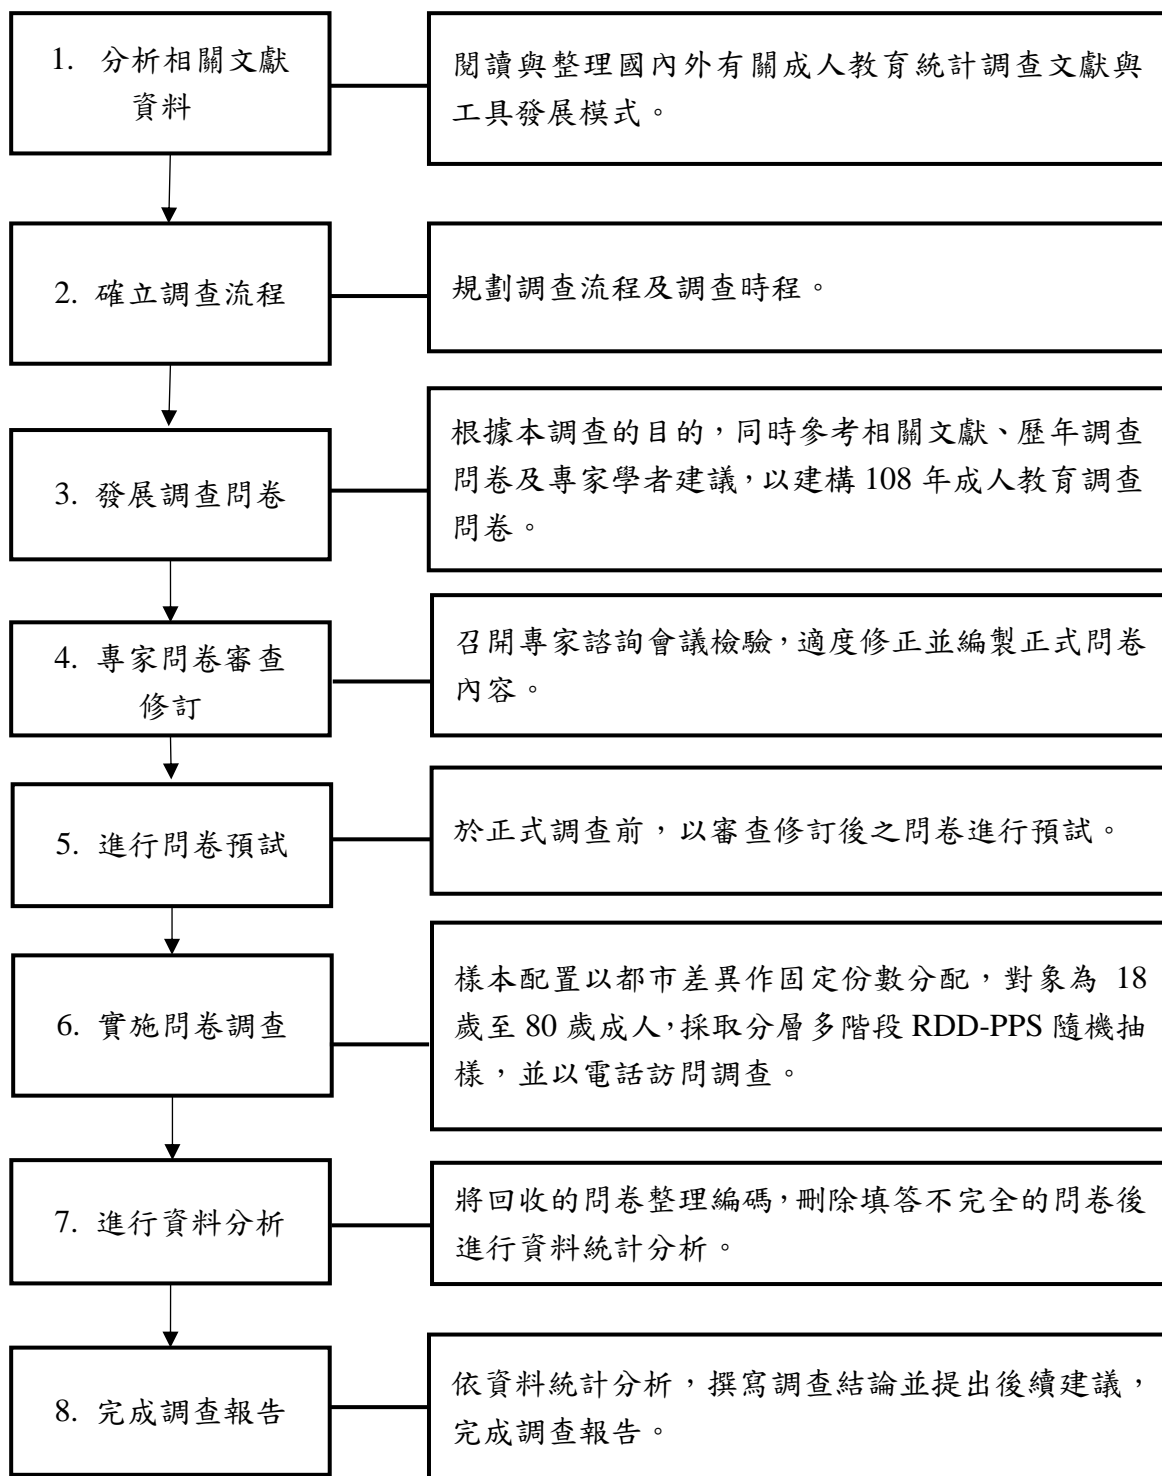 1. 分析相關文獻
資料
閱讀與整理國內外有關成人教育統計調查文獻與
工具發展模式。
2. 確立調查流程
規劃調查流程及調查時程。
3. 發展調查問卷
根據本調查的目的,同時參考相關文獻、歷年調查
問卷及專家學者建議,以建構 108 年成人教育調查
問卷。
4. 專家問卷審查
修訂
召開專家諮詢會議檢驗,適度修正並編製正式問卷
內容。
5. 進行問卷預試
於正式調查前,以審查修訂後之問卷進行預試。
6. 實施問卷調查
樣本配置以都市差異作固定份數分配,對象為 18
歲至 80 歲成人,採取分層多階段 RDD-PPS 隨機抽
樣,並以電話訪問調查。
7. 進行資料分析
將回收的問卷整理編碼,刪除填答不完全的問卷後
進行資料統計分析。
8. 完成調查報告
依資料統計分析,撰寫調查結論並提出後續建議,
完成調查報告。